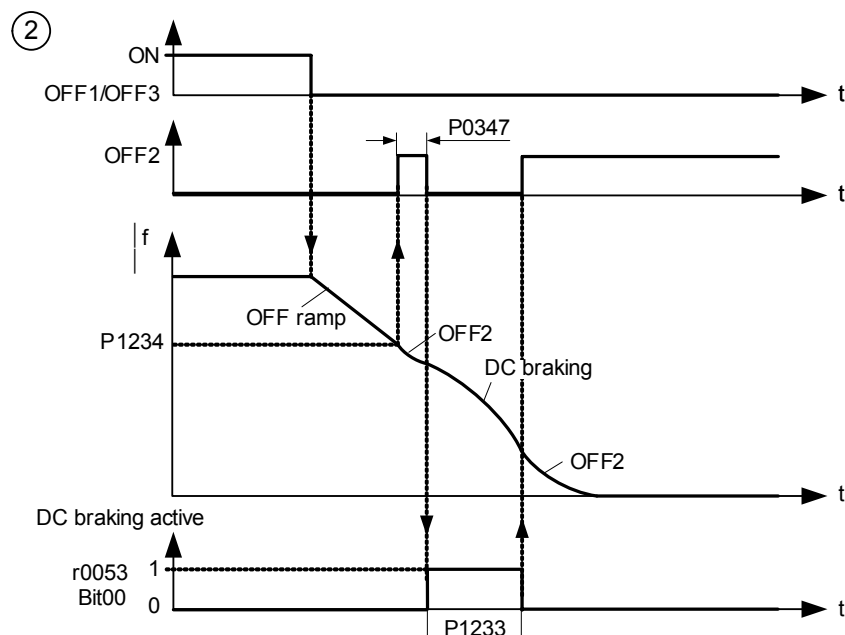 2
ON
OFF1/OFF3
t
P0347
OFF2
t
|f|
OFF ramp
P1234
OFF2
DC braking
OFF2
t
DC braking active
r0053 1
Bit00 0
t
P1233